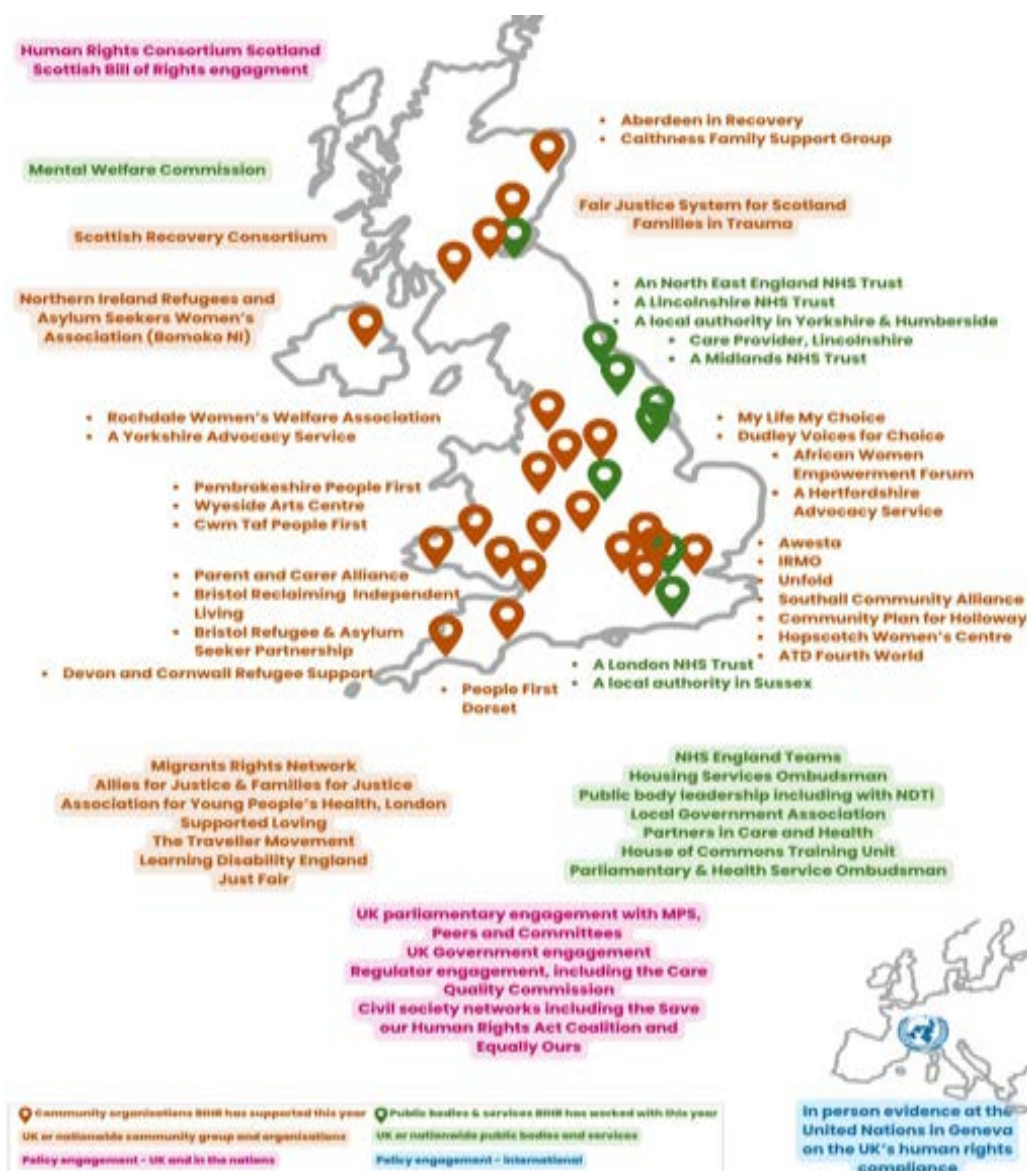 Human Rights Consortium Scotland
Scottish Bill of Rights engagment
• Aberdeen in Recovery
• Caithness Family Support Group
Mental Welfare Commission
Fair Justice System for Scotland
Families in Trauma
Scottish Recovery Consortium
• An North East England NHS Trust
• A Lincolnshire NHS Trust
• A local authority in Yorkshire & Humberside
• Care Provider, Lincolnshire
• A Midlands NHS Trust
Northern Ireland Refugees and
Asylum Seekers Women's
Association (Bomoko NI)
• Rochdale Women's Welfare Association
• A Yorkshire Advocacy Service
• My Life My Choice
• Dudley Voices for Choice
• African Women
Empowerment Forum
• A Hertfordshire
Advocacy Service
• Pembrokeshire People First
• Wyeside Arts Centre
• Cwm Taf People First
• Awesta
• IRMO
• Unfold
• Southall Community Alliance
• Community Plan for Holloway
• Hopscotch Women's Centre
• ATD Fourth World
• Parent and Carer Alliance
• Bristol Reclaiming Independent
Living
• Bristol Refugee & Asylum
Seeker Partnership
• Devon and Cornwall Refugee Support
• People First
Dorset
• A London NHS Trust
• A local authority in Sussex
Migrants Rights Network
Allies for Justice & Families for Justice
Association for Young People's Health, London
Supported Loving
The Traveller Movement
Learning Disability England
Just Fair
NHS England Teams
Housing Services Ombudsman
Public body leadership including with NDTi
Local Government Association
Partners in Care and Health
House of Commons Training Unit
Parliamentary & Health Service Ombudsman
UK parliamentary engagement with MPS,
Peers and Committees
UK Government engagement
Regulator engagement, including the Care
Quality Commission
Civil society networks including the Save
our Human Rights Act Coalition and
Equally Ours
Community organisations BIHR has supported this year
Public bodies & services BIHR has worked with this year
UK or nationwide community group and organisations
UK or nationwide public bodies and services
Policy engagement - UK and in the nations
Policy engagement - international
In person evidence at the
United Nations in Geneva
on the UK's human rights
compliance